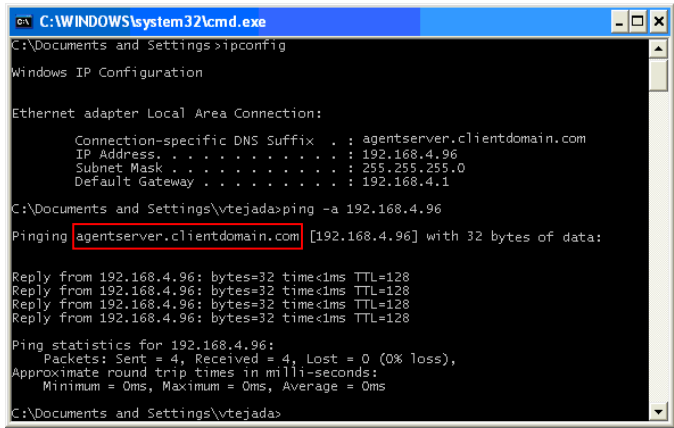 C:\WINDOWS\system32\cmd.exe
C:\Documents and Settings>ipconfig
Windows IP Configuration
Ethernet adapter Local Area Connection:
Connection-specific DNS Suffix . : agentserver.clientdomain.com
IP Address. . . . . . . . . . . . : 192.168.4.96
Subnet Mask . . . . . . . . . . . : 255.255.255.0
Default Gateway . . . . . . . . . : 192.168.4.1
C:\Documents and Settings\vtejada>ping -a 192.168.4.96
Pinging agentserver.clientdomain.com [192.168.4.96] with 32 bytes of data:
Reply from 192.168.4.96: bytes=32 time<1ms TTL=128
Reply from 192.168.4.96: bytes=32 time<1ms TTL=128
Reply from 192.168.4.96: bytes=32 time<1ms TTL=128
Reply from 192.168.4.96: bytes=32 time<1ms TTL=128
Ping statistics for 192.168.4.96:
Packets: Sent = 4, Received = 4, Lost = 0 (0% loss),
Approximate round trip times in milli-seconds:
Minimum = 0ms, Maximum = 0ms, Average = 0ms
C:\Documents and Settings\vtejada>